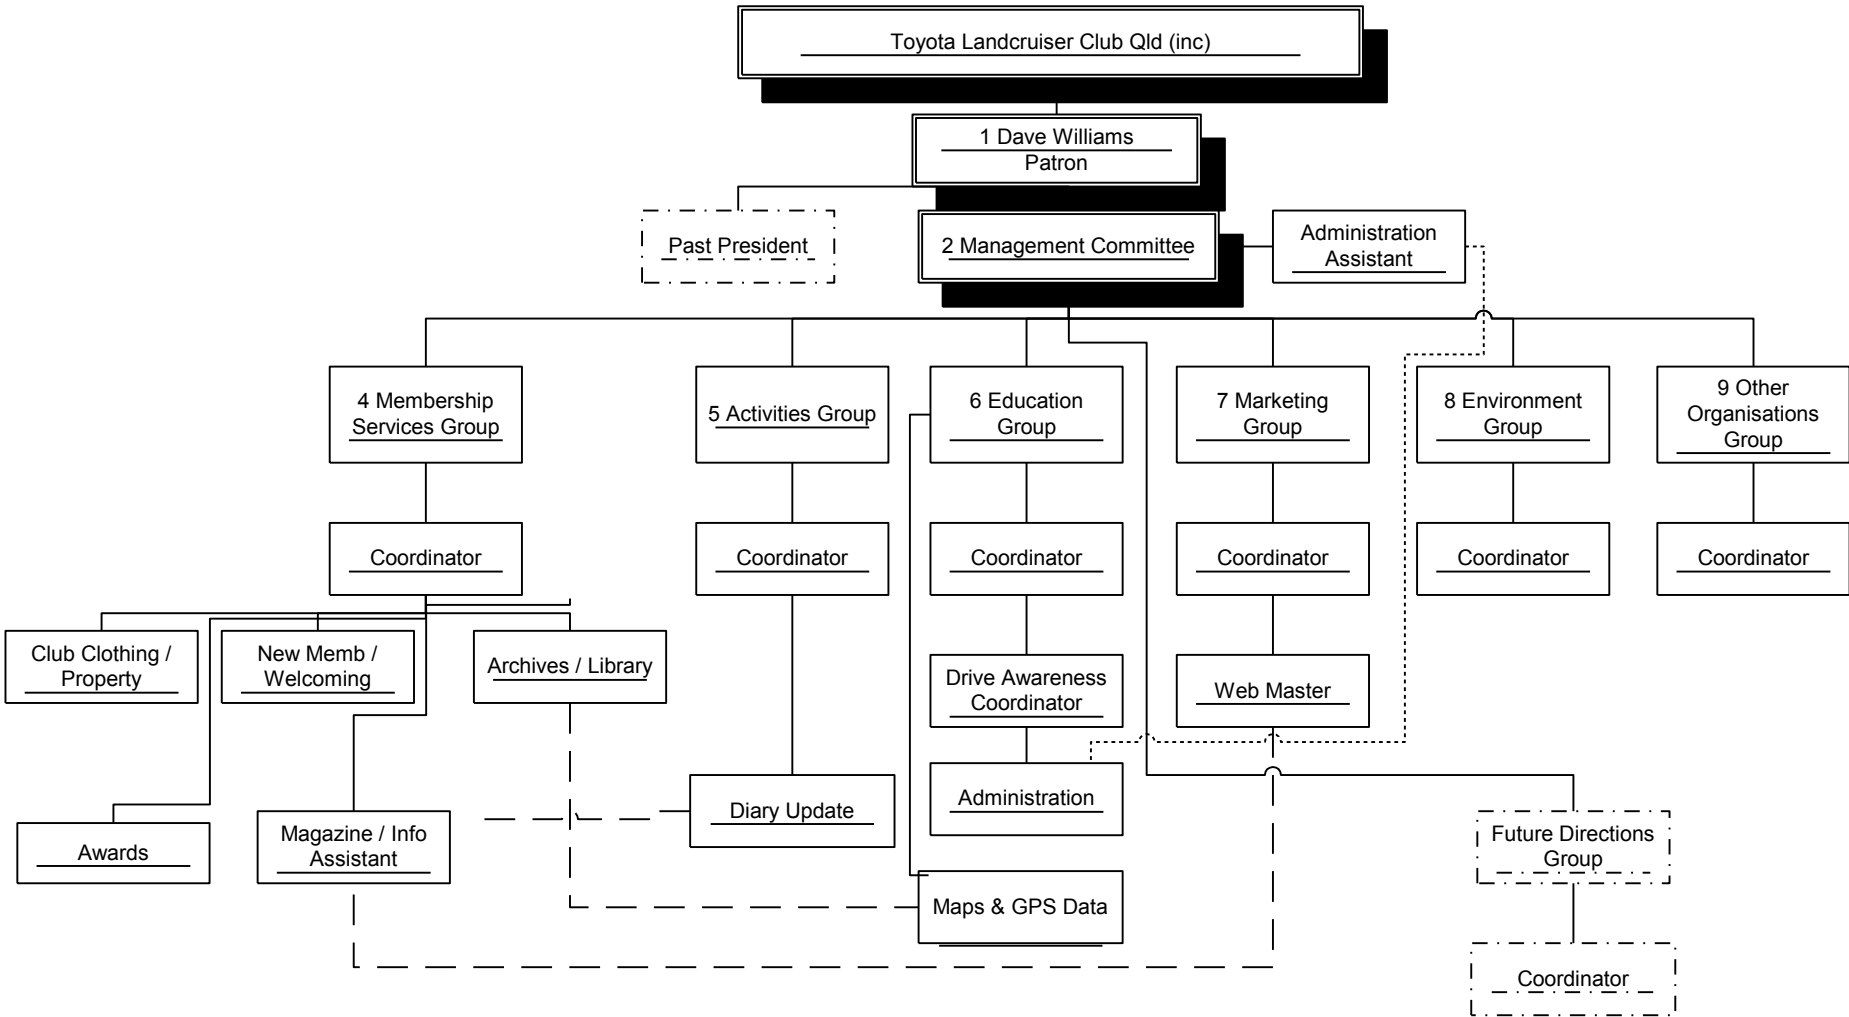 Toyota Landcruiser Club Qld (inc)
1 Dave Williams
Patron
Past President
2 Management Committee
Administration
Assistant
4 Membership
Services Group
5 Activities Group
6 Education
Group
7 Marketing
Group
8 Environment
Group
9 Other
Organisations
Group
Coordinator
Coordinator
Coordinator
Coordinator
Coordinator
Coordinator
Club Clothing /
Property
New Memb /
Welcoming
Archives / Library
Drive Awareness
Coordinator
Web Master
Diary Update
Administration
Awards
Magazine / Info
Assistant
Future Directions
Group
Maps & GPS Data
Coordinator